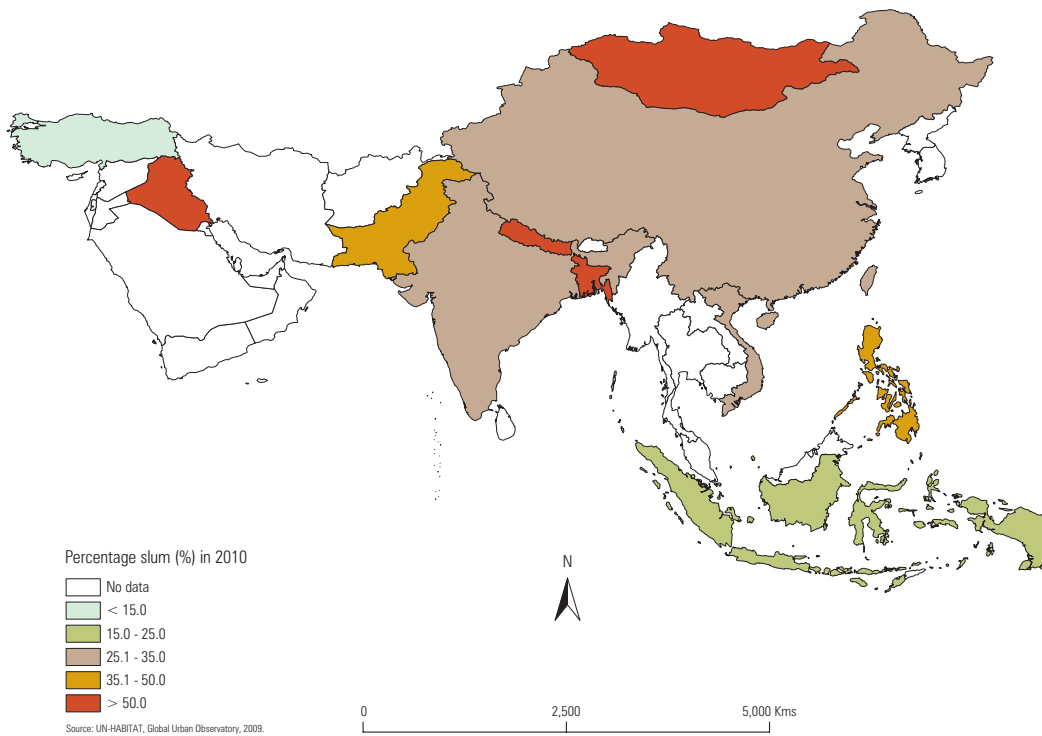 N
Percentage slum (%) in 2010
No data
< 15.0
15.0 - 25.0
25.1 - 35.0
35.1 - 50.0
> 50.0
Source: UN-HABITAT, Global Urban Observatory, 2009.
0 2,500 5,000 Kms